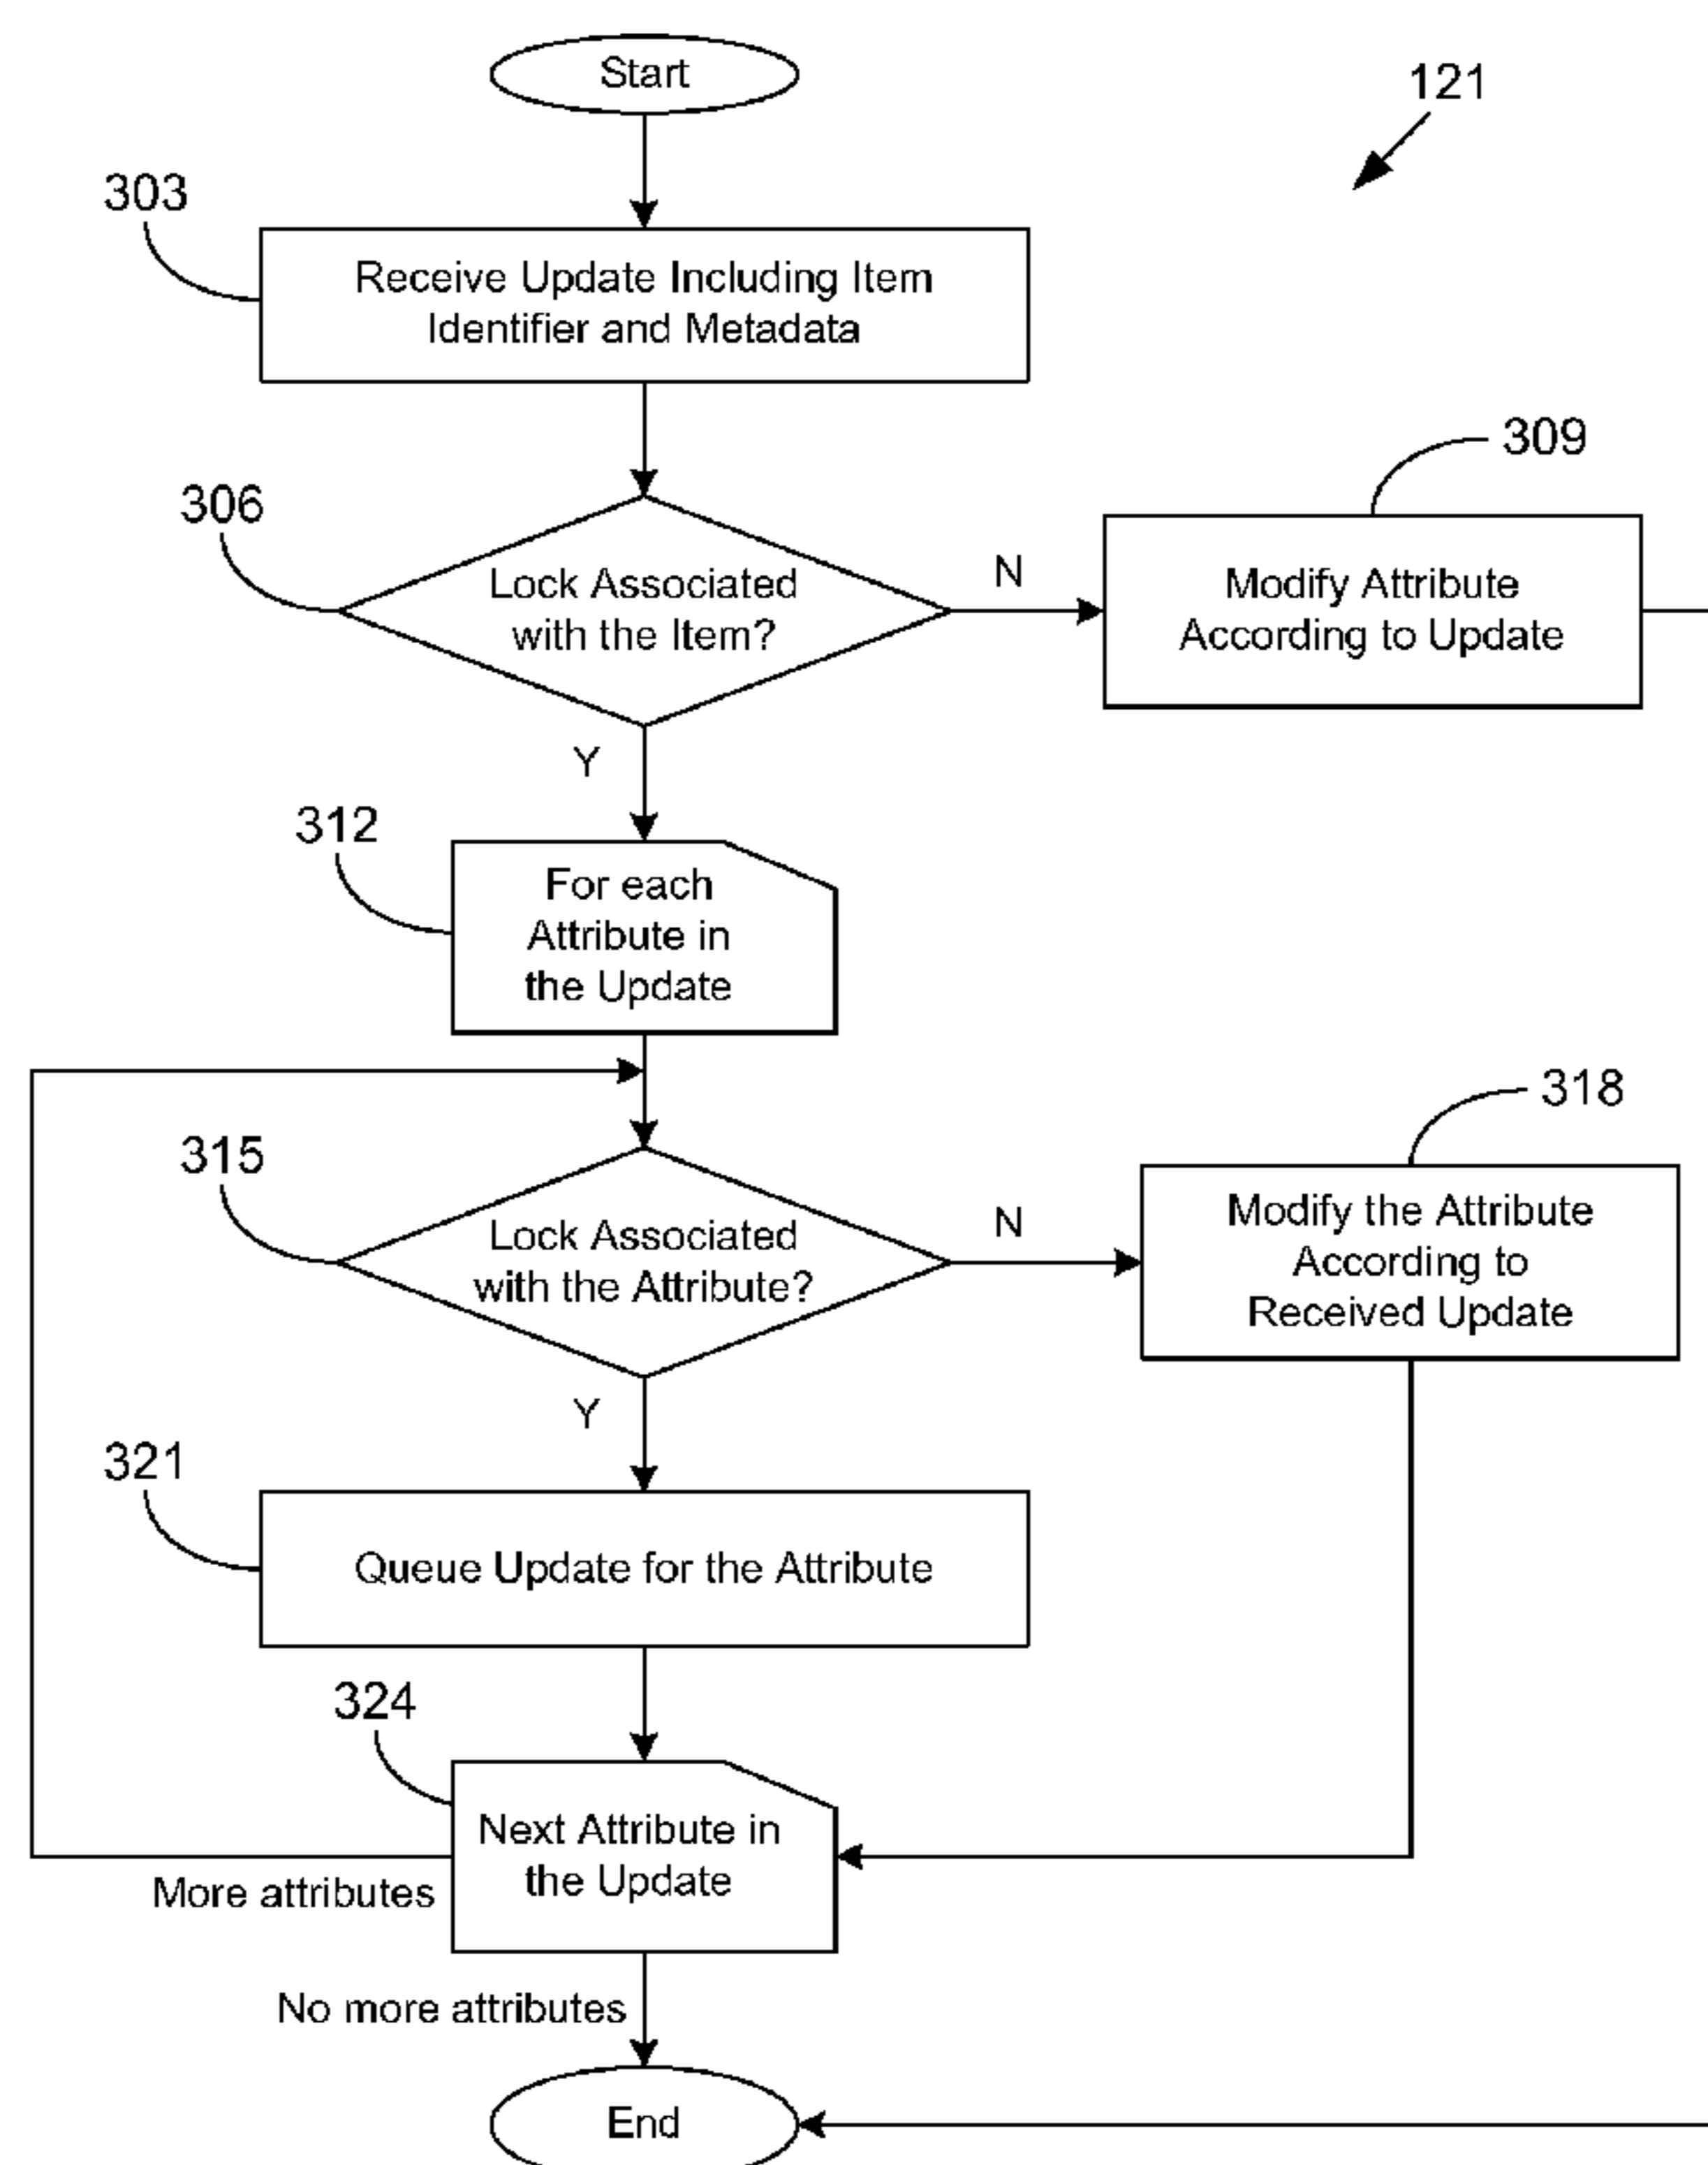 Start
121
303
Receive Update Including Item
Identifier and Metadata
309
306
Lock Associated
with the Item?
N
Modify Attribute
According to Update
Y
312
For each
Attribute in
the Update
318
315
Lock Associated
with the Attribute?
N
Modify the Attribute
According to
Received Update
Y
321
Queue Update for the Attribute
324
Next Attribute in
the Update
More attributes
No more attributes
End